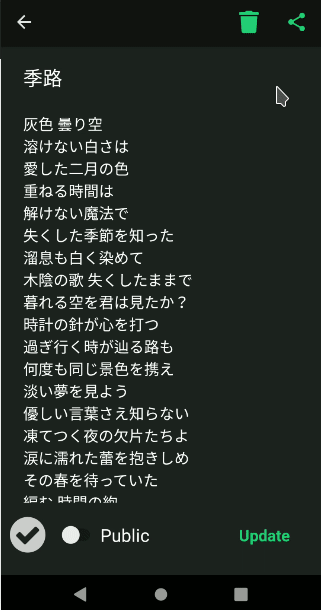 季路
灰色 曇り空
溶けない白さは
愛した二月の色
重ねる時間は
解けない魔法で
失くした季節を知った
溜息も白く染めて
木陰の歌 失くしたままで
暮れる空を君は見たか？
時計の針が心を打つ
過ぎ行く時が辿る路も
何度も同じ景色を携え
淡い夢を見よう
優しい言葉さえ知らない
凍てつく夜の欠片たちよ
涙に濡れた蕾を抱きしめ
その春を待っていた
編む 時間の絢
Public
Update